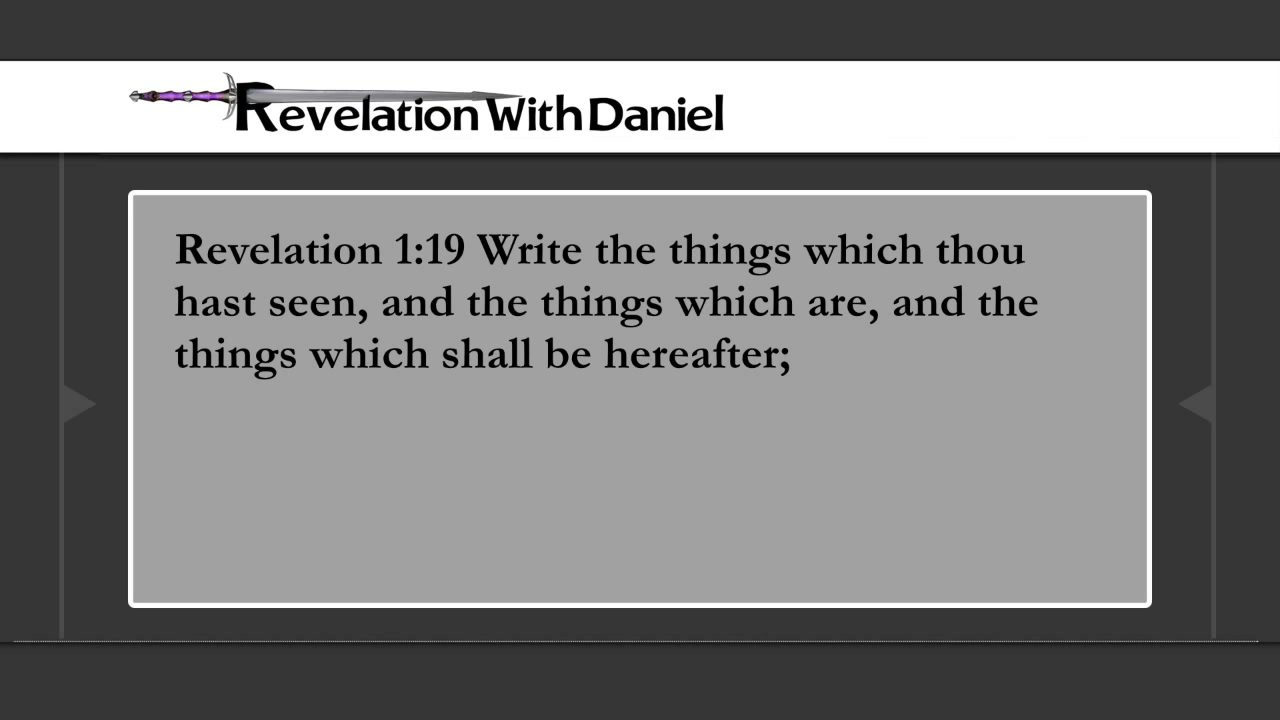 Revelation With Daniel
Revelation 1:19 Write the things which thou
hast seen, and the things which are, and the
things which shall be hereafter;